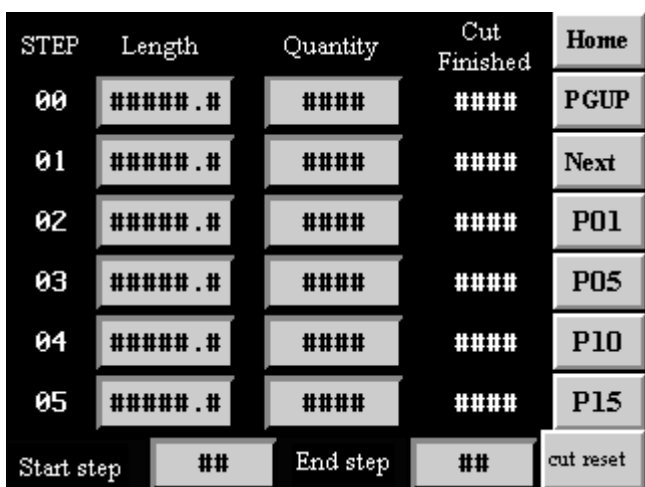 STEP Length Quantity Cut Finished Home
00 #####.# #### #### PGUP
01 #####.# #### #### Next
02 #####.# #### #### P01
03 #####.# #### #### P05
04 #####.# #### #### P10
05 #####.# #### #### P15
Start step ## End step ## cut reset